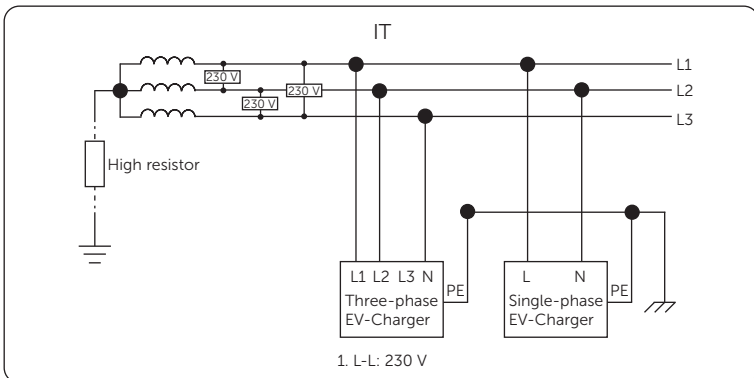 IT
L1
230 V
L2
230 V
230 V
L3
High resistor
L1 L2 L3 N
PE
Three-phase
EV-Charger
L N
PE
Single-phase
EV-Charger
1. L-L: 230 V